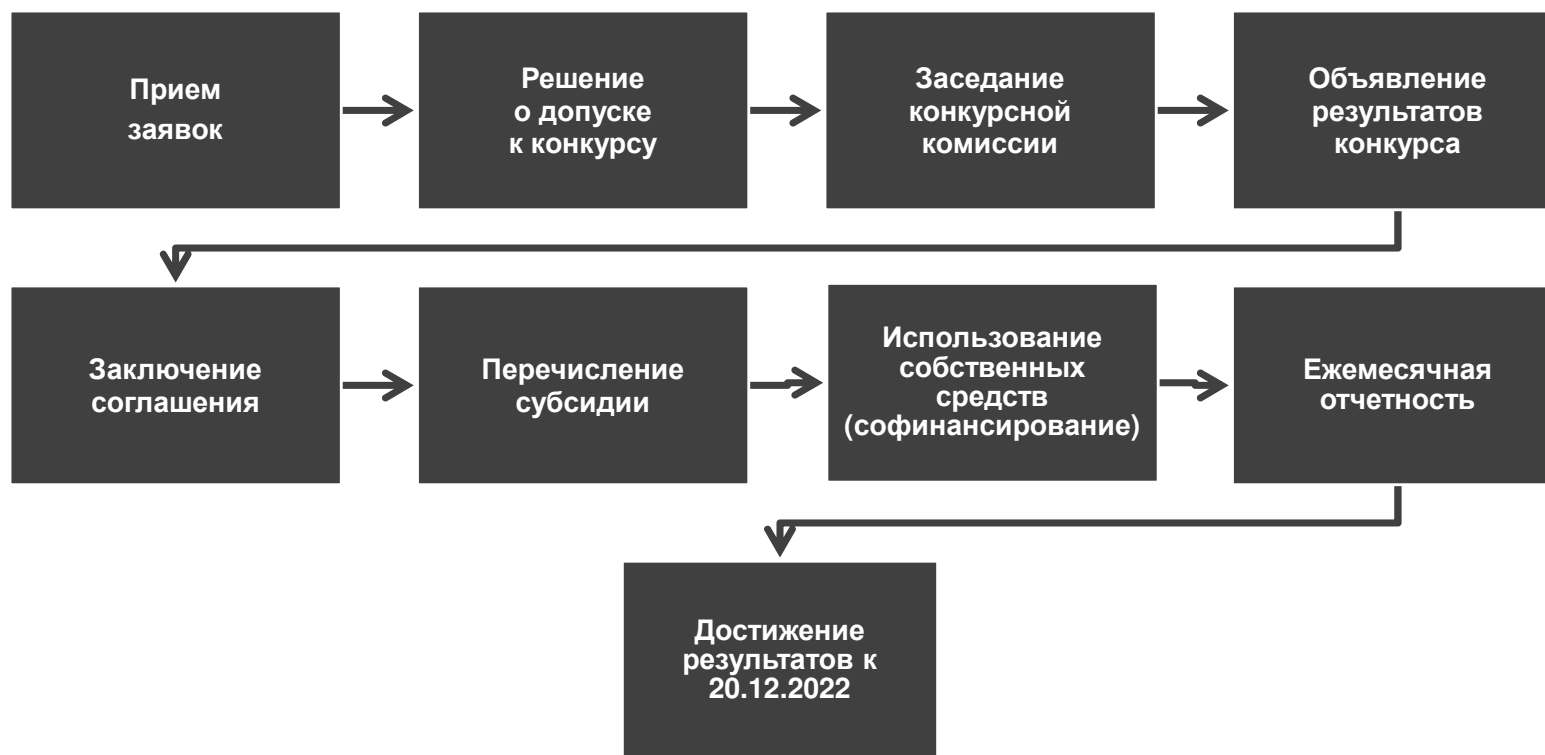 Прием
заявок
Решение
о допуске
к конкурсу
Заседание
конкурсной
комиссии
Объявление
результатов
конкурса
Заключение
соглашения
Перечисление
субсидии
Использование
собственных
средств
(софинансирование)
Ежемесячная
отчетность
Достижение
результатов к
20.12.2022